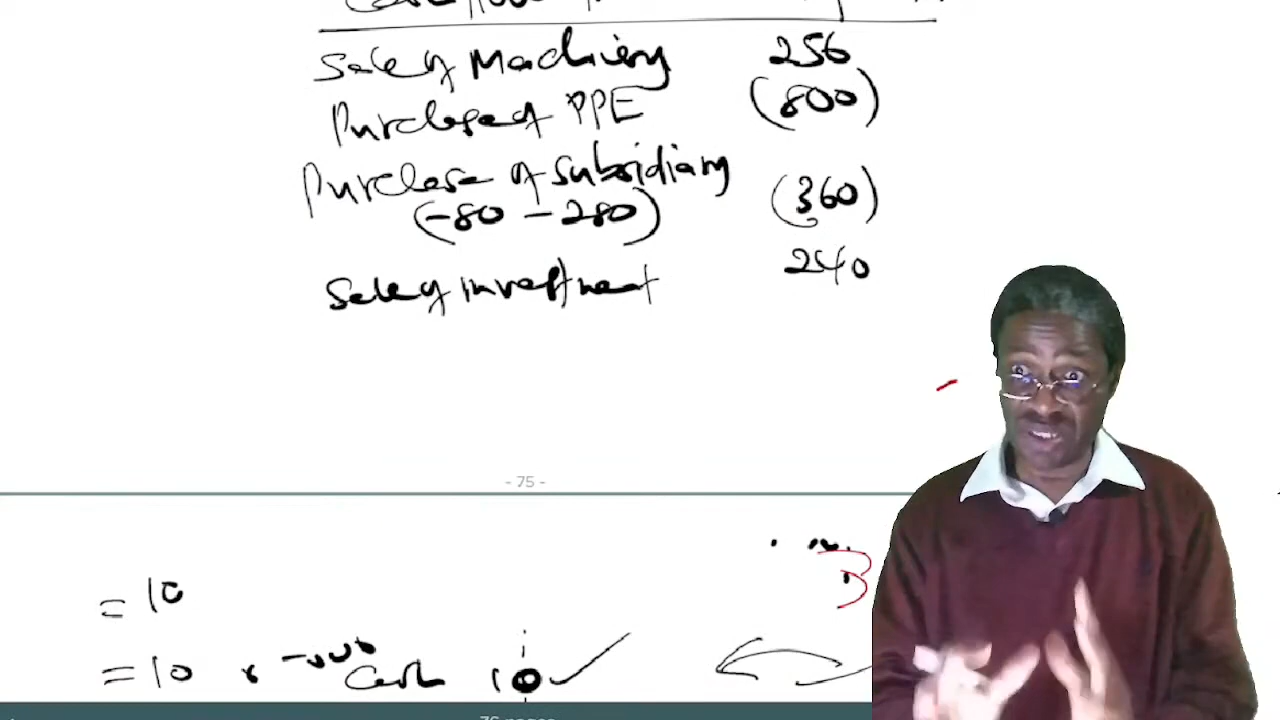 Sale of Machinery 256
Purchase of PPE (800)
Purchase of Subsidiary (360)
(-80 - 280)
Sale of investment 240
- 75 -
= 10
= 10 x Cash 10 ✓